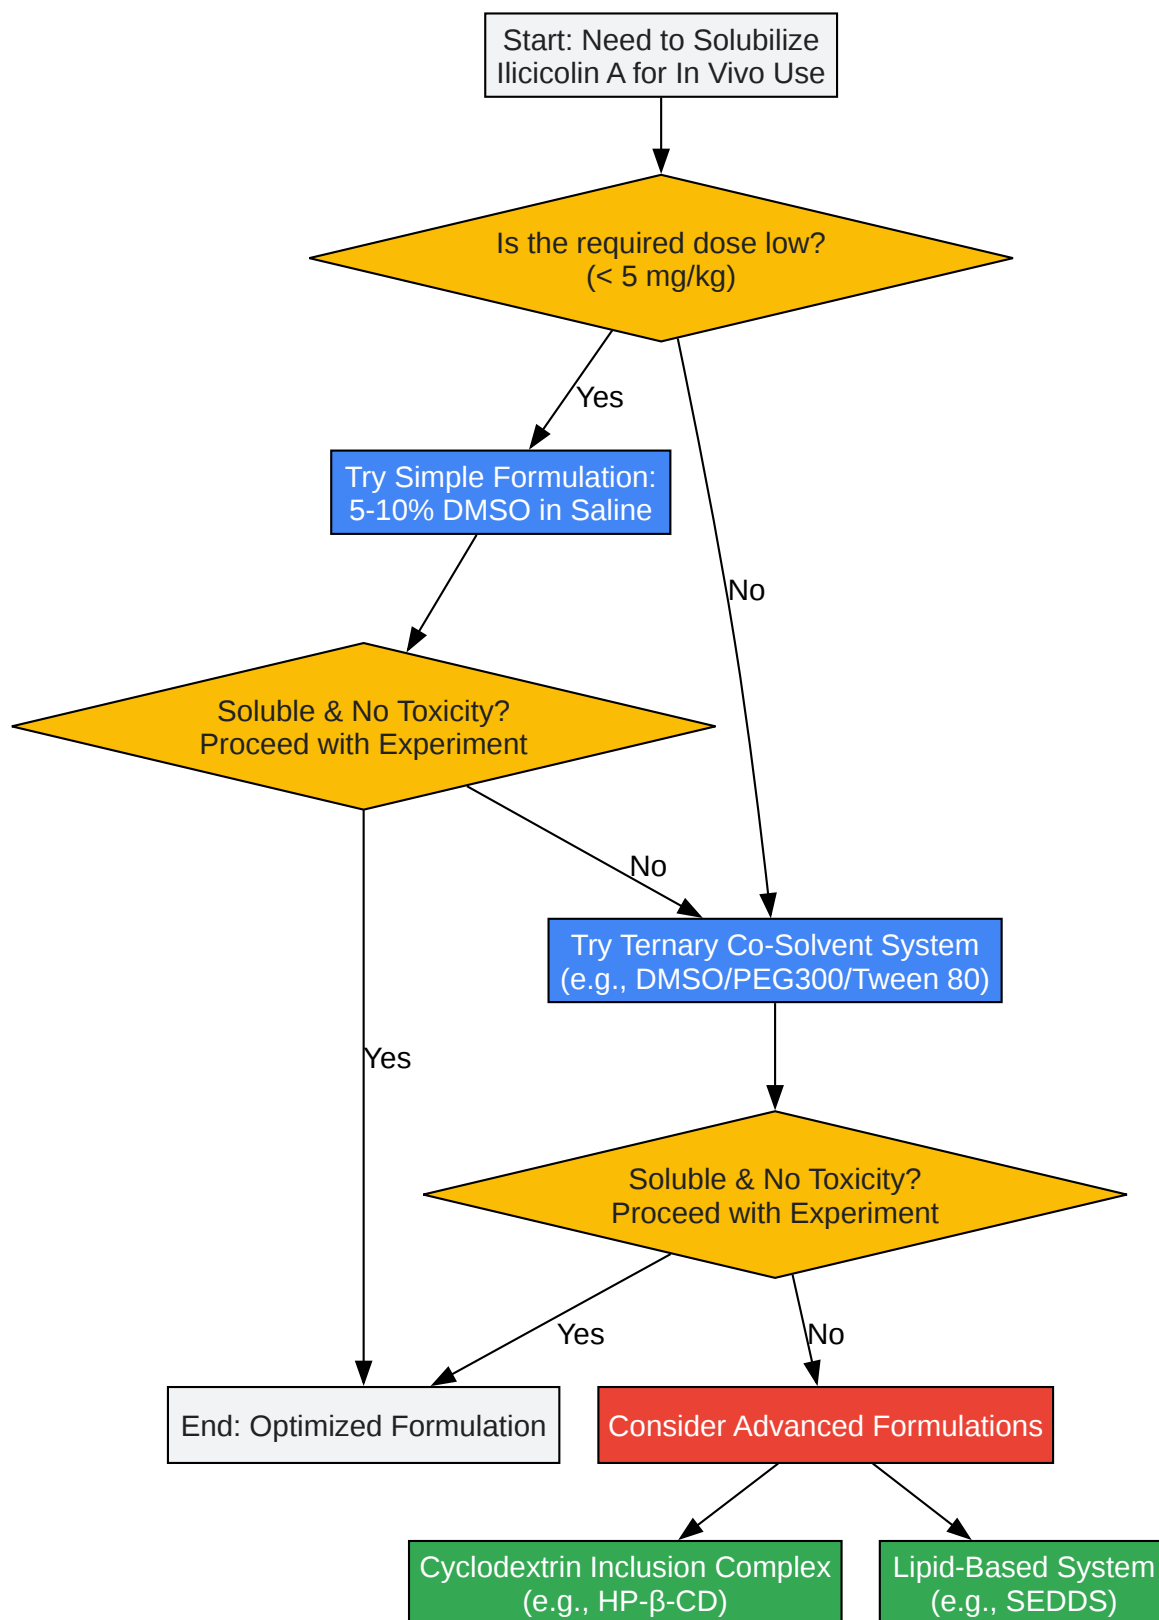 Start: Need to Solubilize
Ilicicolin A for In Vivo Use
Is the required dose low?
(< 5 mg/kg)
Yes
Try Simple Formulation:
5-10% DMSO in Saline
No
Soluble & No Toxicity?
Proceed with Experiment
No
Try Ternary Co-Solvent System
(e.g., DMSO/PEG300/Tween 80)
Yes
Soluble & No Toxicity?
Proceed with Experiment
Yes
No
End: Optimized Formulation
Consider Advanced Formulations
Cyclodextrin Inclusion Complex
(e.g., HP-β-CD)
Lipid-Based System
(e.g., SEDDS)